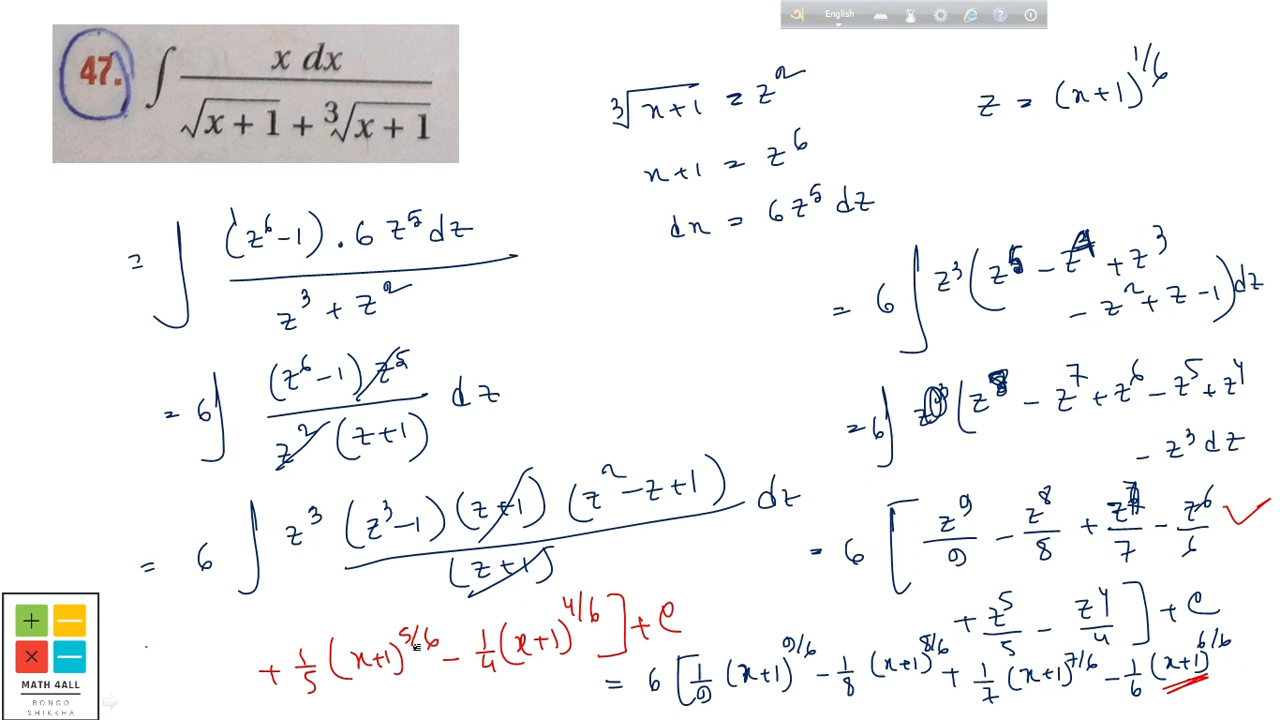 English
47. ∫ x dx / (√(x+1) + ∛(x+1))
∛(x+1) = z²
z = (x+1)^(1/6)
x+1 = z⁶
dx = 6z⁵ dz
= ∫ (z⁶-1) . 6 z⁵ dz / (z³ + z²)
= 6∫ (z⁶-1) z⁵ / (z² (z+1)) dz
= 6 ∫ z³ (z³-1) (z+1) (z²-z+1) / (z+1) dz
= 6 ∫ z³ (z⁵ - z⁴ + z³
- z² + z - 1) dz
= 6∫ (z⁸ - z⁷ + z⁶ - z⁵ + z⁴
- z³ dz
= 6 [ z⁹/9 - z⁸/8 + z⁷/7 - z⁶/6
+ z⁵/5 - z⁴/4 ] + c
= 6 [ 1/9 (x+1)^(9/6) - 1/8 (x+1)^(8/6) + 1/7 (x+1)^(7/6) - 1/6 (x+1)^(6/6)
+ 1/5 (x+1)^(5/6) - 1/4 (x+1)^(4/6) ] + c
MATH 4ALL
BONGO
SHIKKHA